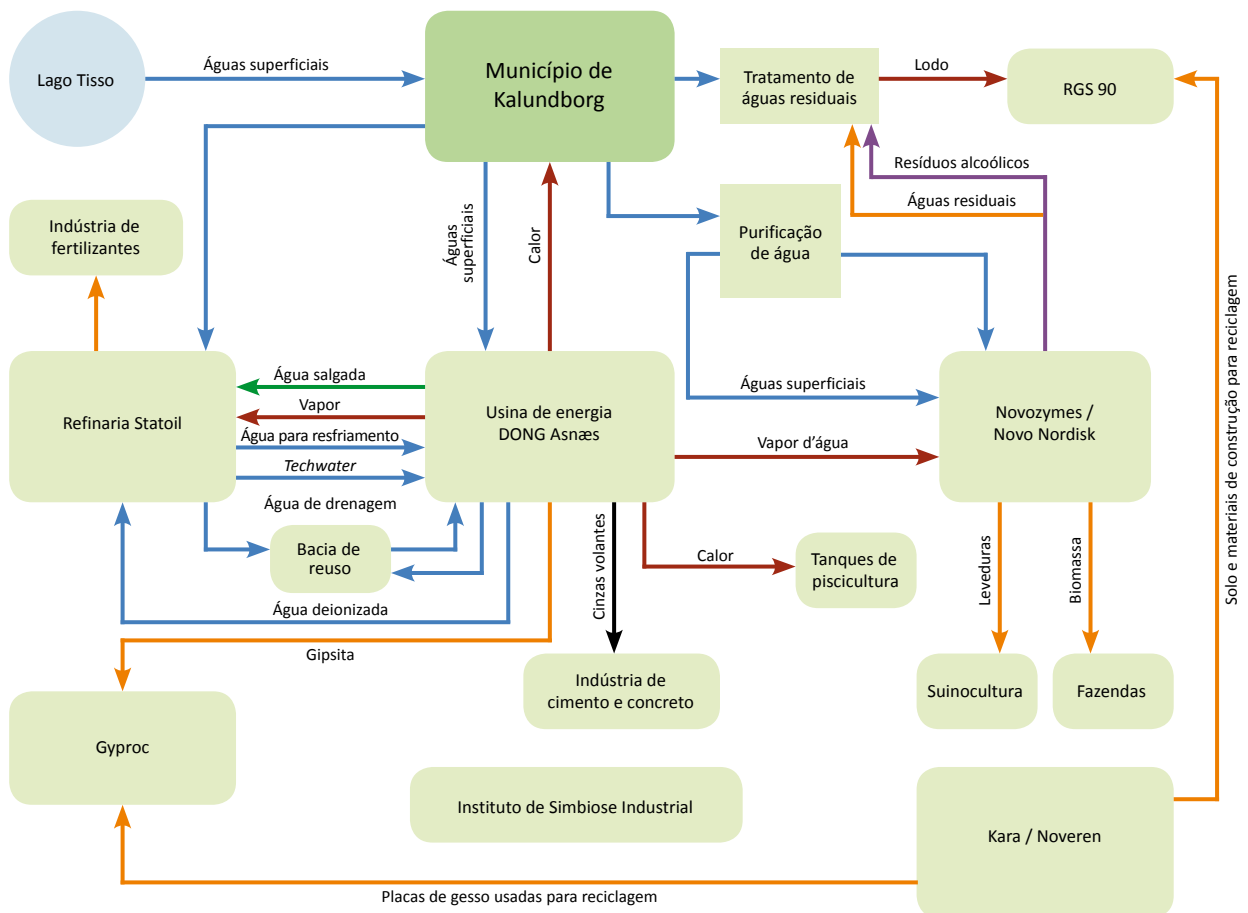 Lago Tisso
Águas superficiais
Município de
Kalundborg
Tratamento de
águas residuais
Lodo
RGS 90
Resíduos alcoólicos
Águas residuais
Indústria de
fertilizantes
Águas
superficiais
Calor
Purificação
de água
Solo e materiais de construção para reciclagem
Refinaria Statoil
Água salgada
Vapor
Água para resfriamento
Techwater
Usina de energia
DONG Asnæs
Águas superficiais
Vapor d’água
Novozymes /
Novo Nordisk
Água de drenagem
Bacia de
reuso
Água deionizada
Gipsita
Cinzas volantes
Calor
Tanques de
piscicultura
Leveduras
Biomassa
Indústria de
cimento e concreto
Suinocultura
Fazendas
Gyproc
Instituto de Simbiose Industrial
Kara / Noveren
Placas de gesso usadas para reciclagem